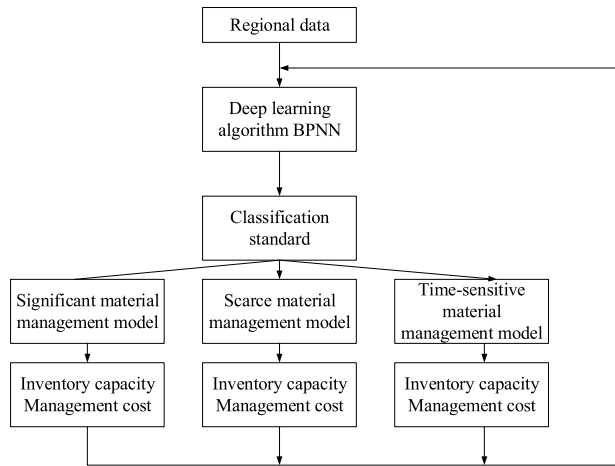 Regional data
Deep learning
algorithm BPNN
Classification
standard
Significant material
management model
Scarce material
management model
Time-sensitive
material
management model
Inventory capacity
Management cost
Inventory capacity
Management cost
Inventory capacity
Management cost